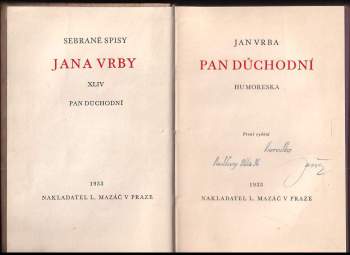 SEBRANÉ SPISY
JANA VRBY
XLIV
PAN DŮCHODNÍ
1933
NAKLADATEL L. MAZÁČ V PRAZE
JAN VRBA
PAN DŮCHODNÍ
HUMORESKA
První vydání
1933
NAKLADATEL L. MAZÁČ V PRAZE